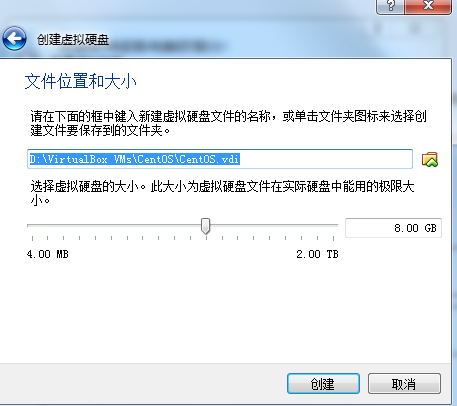 创建虚拟硬盘
文件位置和大小
请在下面的框中键入新建虚拟硬盘文件的名称，或单击文件夹图标来选择创
建文件要保存到的文件夹。
D:\VirtualBox VMs\CentOS\CentOS.vdi
选择虚拟硬盘的大小。此大小为虚拟硬盘文件在实际硬盘中能用的极限大
小。
8.00 GB
4.00 MB
2.00 TB
创建
取消